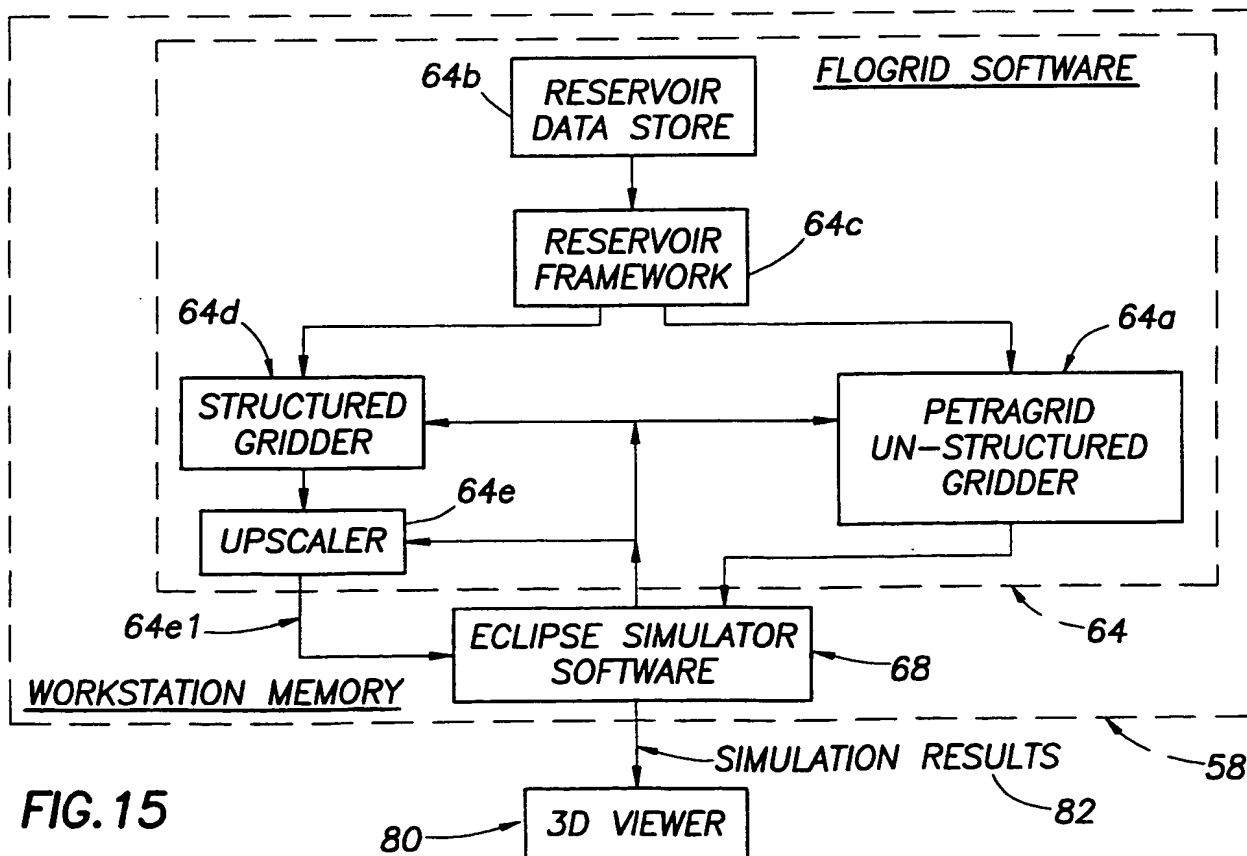 FLOGRID SOFTWARE
64b
RESERVOIR
DATA STORE
RESERVOIR
FRAMEWORK
64c
64d
64a
STRUCTURED
GRIDDER
PETRAGRID
UN-STRUCTURED
GRIDDER
64e
UPSCALER
64e1
64
ECLIPSE SIMULATOR
SOFTWARE
68
WORKSTATION MEMORY
58
SIMULATION RESULTS
82
FIG.15
80
3D VIEWER